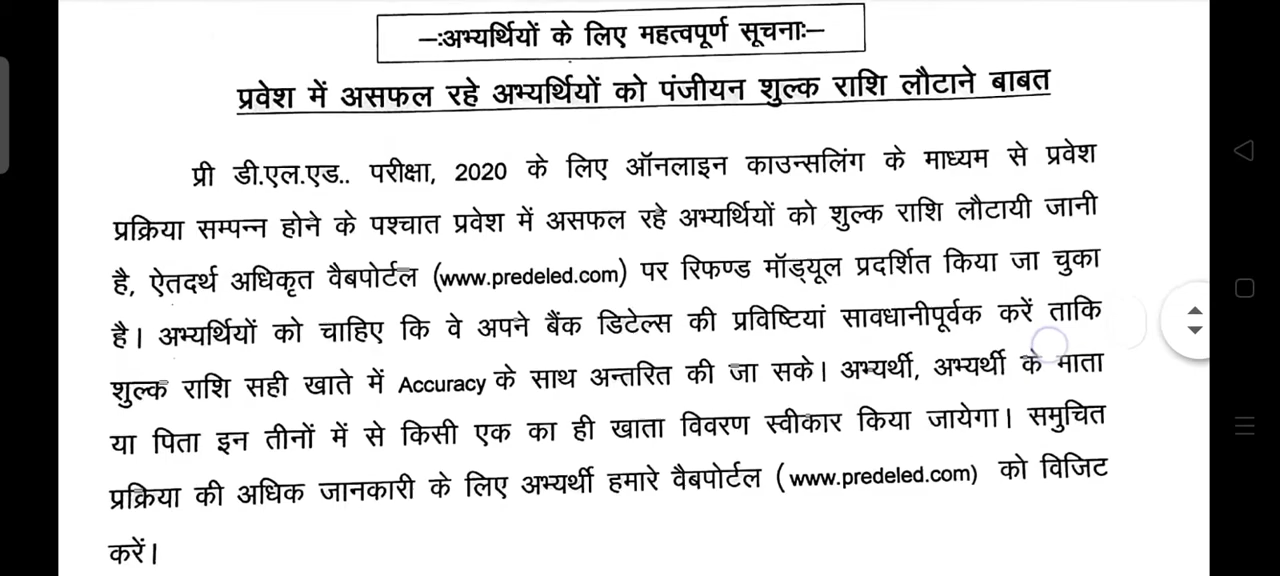 –:अभ्यर्थियों के लिए महत्वपूर्ण सूचनाः–
प्रवेश में असफल रहे अभ्यर्थियों को पंजीयन शुल्क राशि लौटाने बाबत
प्री डी.एल.एड.. परीक्षा, 2020 के लिए ऑनलाइन काउन्सलिंग के माध्यम से प्रवेश
प्रक्रिया सम्पन्न होने के पश्चात प्रवेश में असफल रहे अभ्यर्थियों को शुल्क राशि लौटायी जानी
है, ऐतदर्थ अधिकृत वैबपोर्टल (www.predeled.com) पर रिफण्ड मॉड्यूल प्रदर्शित किया जा चुका
है। अभ्यर्थियों को चाहिए कि वे अपने बैंक डिटेल्स की प्रविष्टियां सावधानीपूर्वक करें ताकि
शुल्क राशि सही खाते में Accuracy के साथ अन्तरित की जा सके। अभ्यर्थी, अभ्यर्थी के माता
या पिता इन तीनों में से किसी एक का ही खाता विवरण स्वीकार किया जायेगा। समुचित
प्रक्रिया की अधिक जानकारी के लिए अभ्यर्थी हमारे वैबपोर्टल (www.predeled.com) को विजिट
करें।